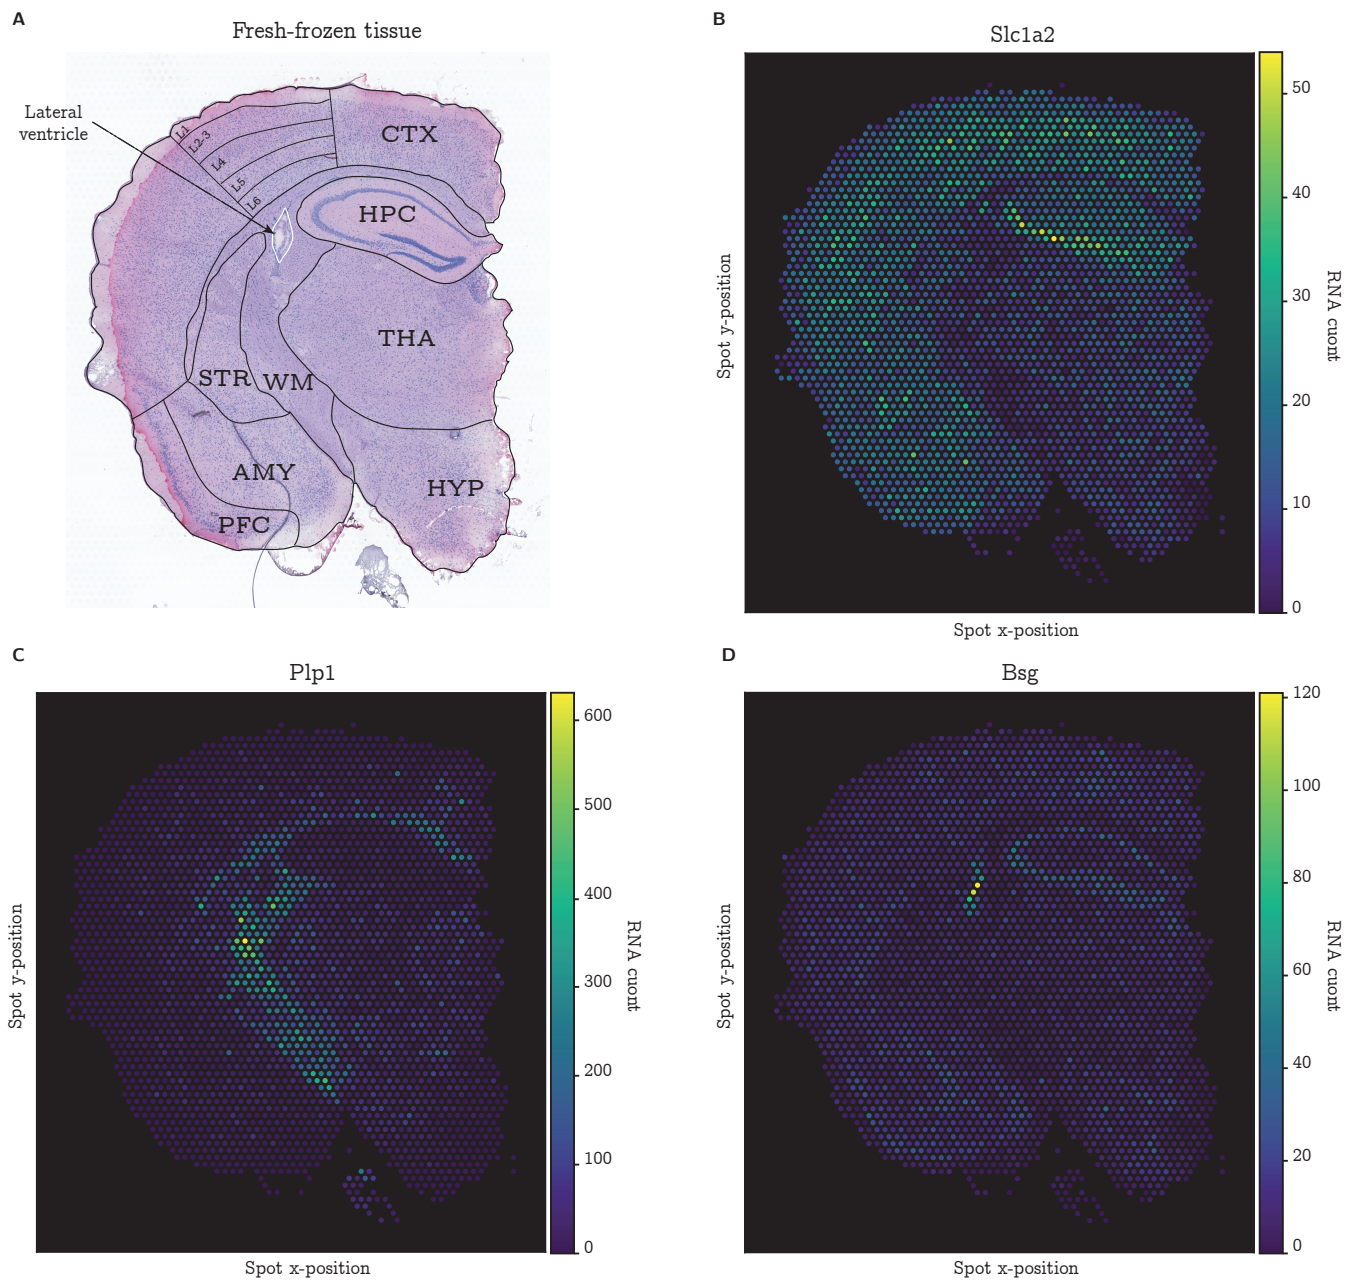 A
Fresh-frozen tissue
Lateral
ventricle
L1
L2-3
L4
L5
L6
CTX
HPC
THA
STR
WM
AMY
HYP
PFC
B
Slc1a2
50
40
30
20
10
0
RNA cuont
Spot y-position
Spot x-position
C
Plp1
600
500
400
300
200
100
0
RNA cuont
Spot y-position
Spot x-position
D
Bsg
120
100
80
60
40
20
0
RNA cuont
Spot y-position
Spot x-position